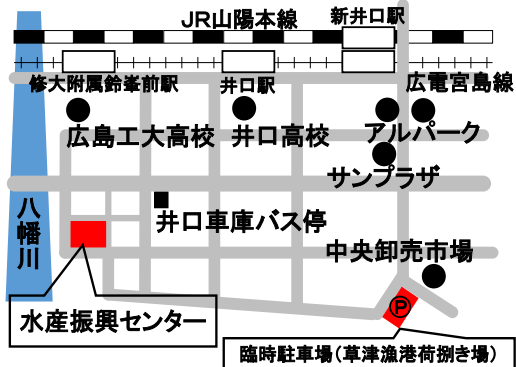 JR山陽本線
新井口駅
修大附属鈴峯前駅
井口駅
広電宮島線
広島工大高校
井口高校
アルパーク
サンプラザ
八幡川
井口車庫バス停
中央卸売市場
水産振興センター
P
臨時駐車場(草津漁港荷捌き場)